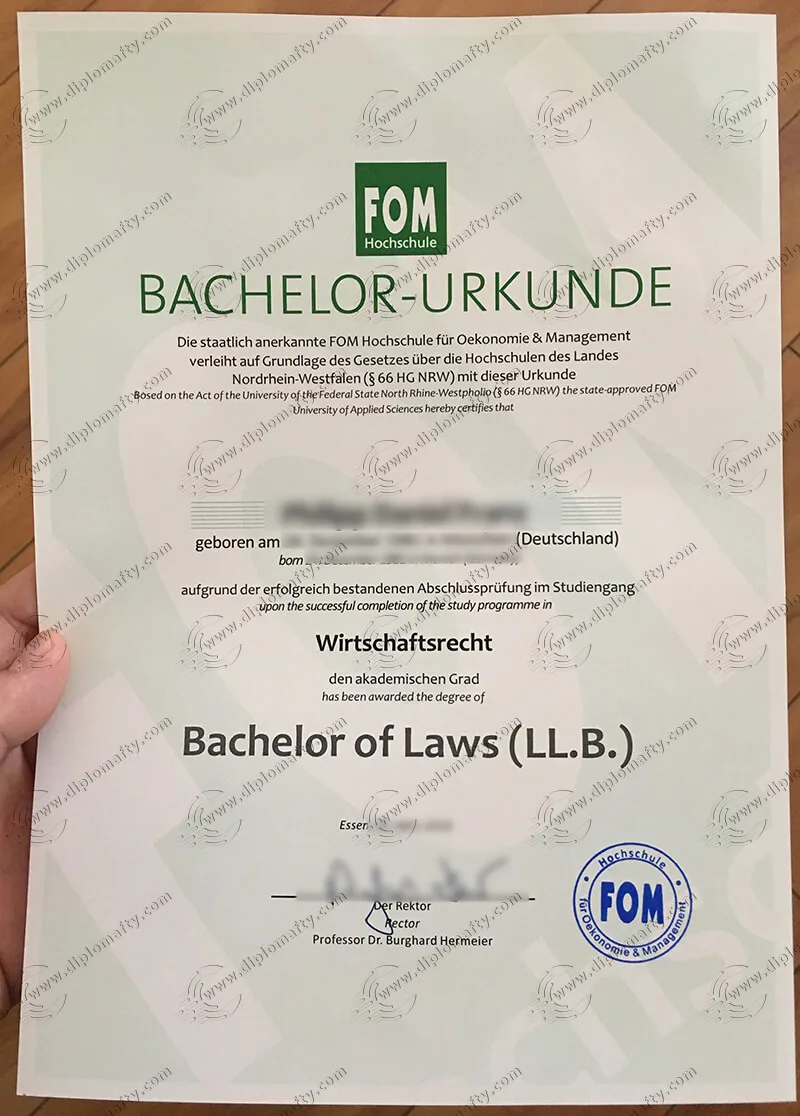 FOM
Hochschule
BACHELOR-URKUNDE
Die staatlich anerkannte FOM Hochschule für Oekonomie & Management
verleiht auf Grundlage des Gesetzes über die Hochschulen des Landes
Nordrhein-Westfalen (§ 66 HG NRW) mit dieser Urkunde
Based on the Act of the University of the Federal State North Rhine-Westphalio (§ 66 HG NRW) the state-approved FOM
University of Applied Sciences hereby certifies that
geboren am (Deutschland)
born
aufgrund der erfolgreich bestandenen Abschlussprüfung im Studiengang
upon the successful completion of the study programme in
Wirtschaftsrecht
den akademischen Grad
has been awarded the degree of
Bachelor of Laws (LL.B.)
Essen
Der Rektor
Rector
Professor Dr. Burghard Hermeier
Hochschule
FOM
für Oekonomie & Management
www.diplomafty.com